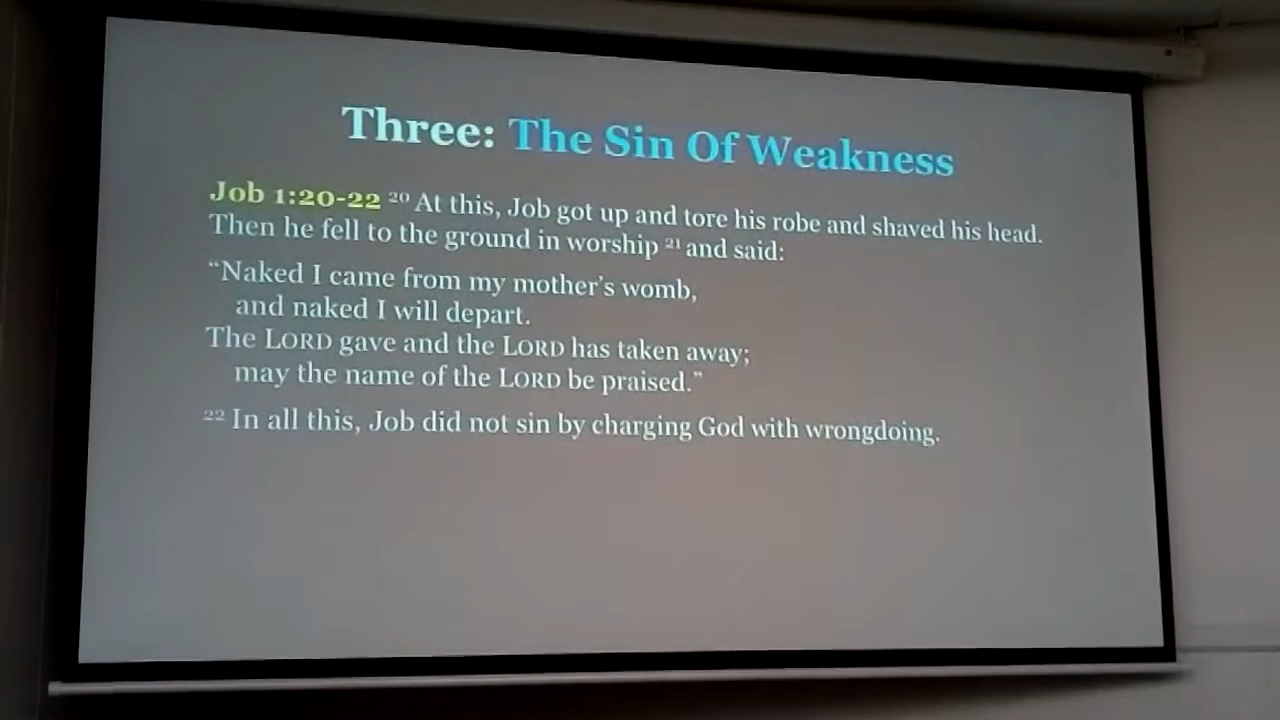 Three: The Sin Of Weakness
Job 1:20-22 ²⁰ At this, Job got up and tore his robe and shaved his head.
Then he fell to the ground in worship ²¹ and said:
“Naked I came from my mother’s womb,
and naked I will depart.
The LORD gave and the LORD has taken away;
may the name of the LORD be praised.”
²² In all this, Job did not sin by charging God with wrongdoing.